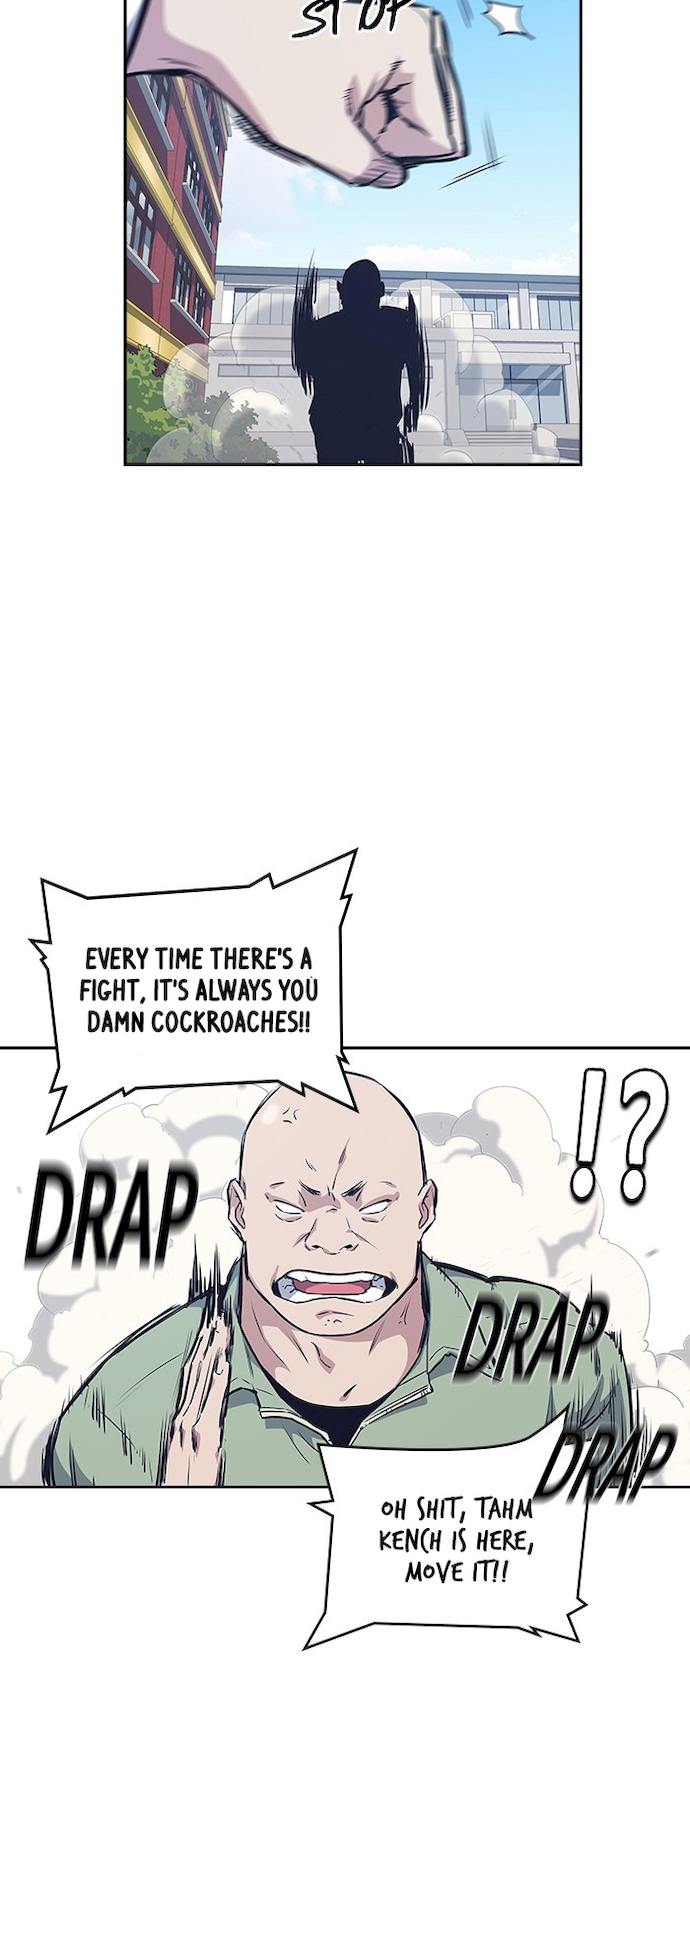 STOP
EVERY TIME THERE'S A
FIGHT, IT'S ALWAYS YOU
DAMN COCKROACHES!!
!?
DRAP
DRAP
DRAP
OH SHIT, TAHM
KENCH IS HERE,
MOVE IT!!